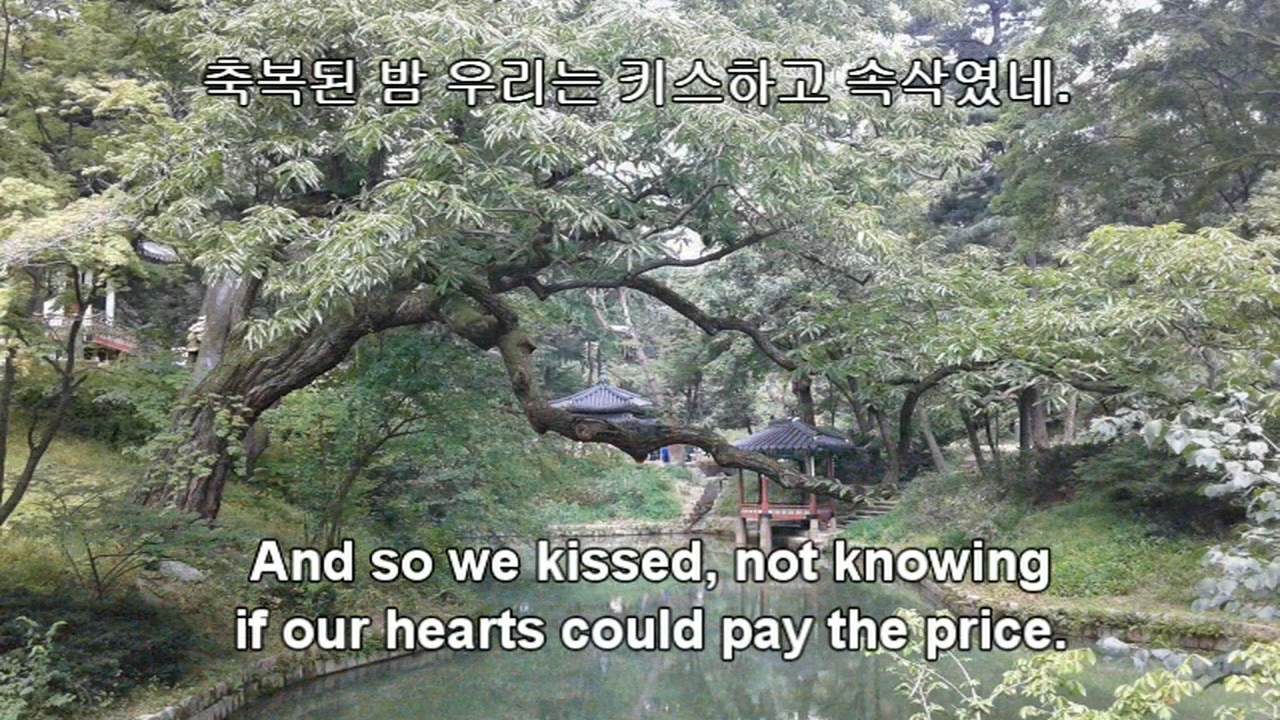 축복된 밤 우리는 키스하고 속삭였네.
And so we kissed, not knowing
if our hearts could pay the price.